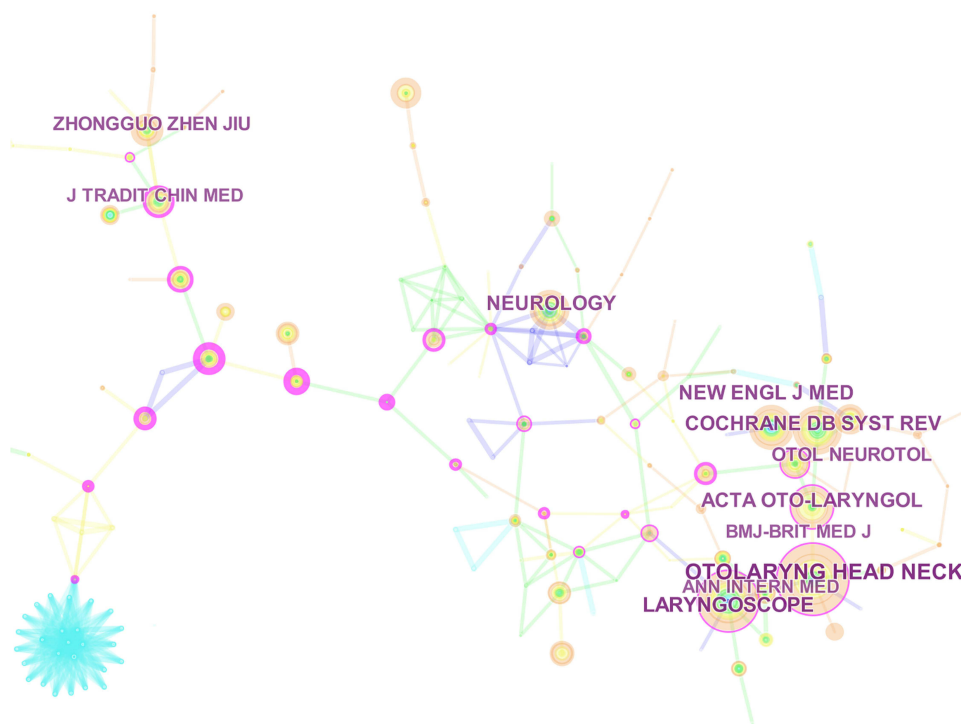 ZHONGGUO ZHEN JIU
J TRADIT CHIN MED
NEUROLOGY
NEW ENGL J MED
COCHRANE DB SYST REV
OTOL NEUROTOL
ACTA OTO-LARYNGOL
BMJ-BRIT MED J
OTOLARYNG HEAD NECK
ANN INTERN MED
LARYNGOSCOPE